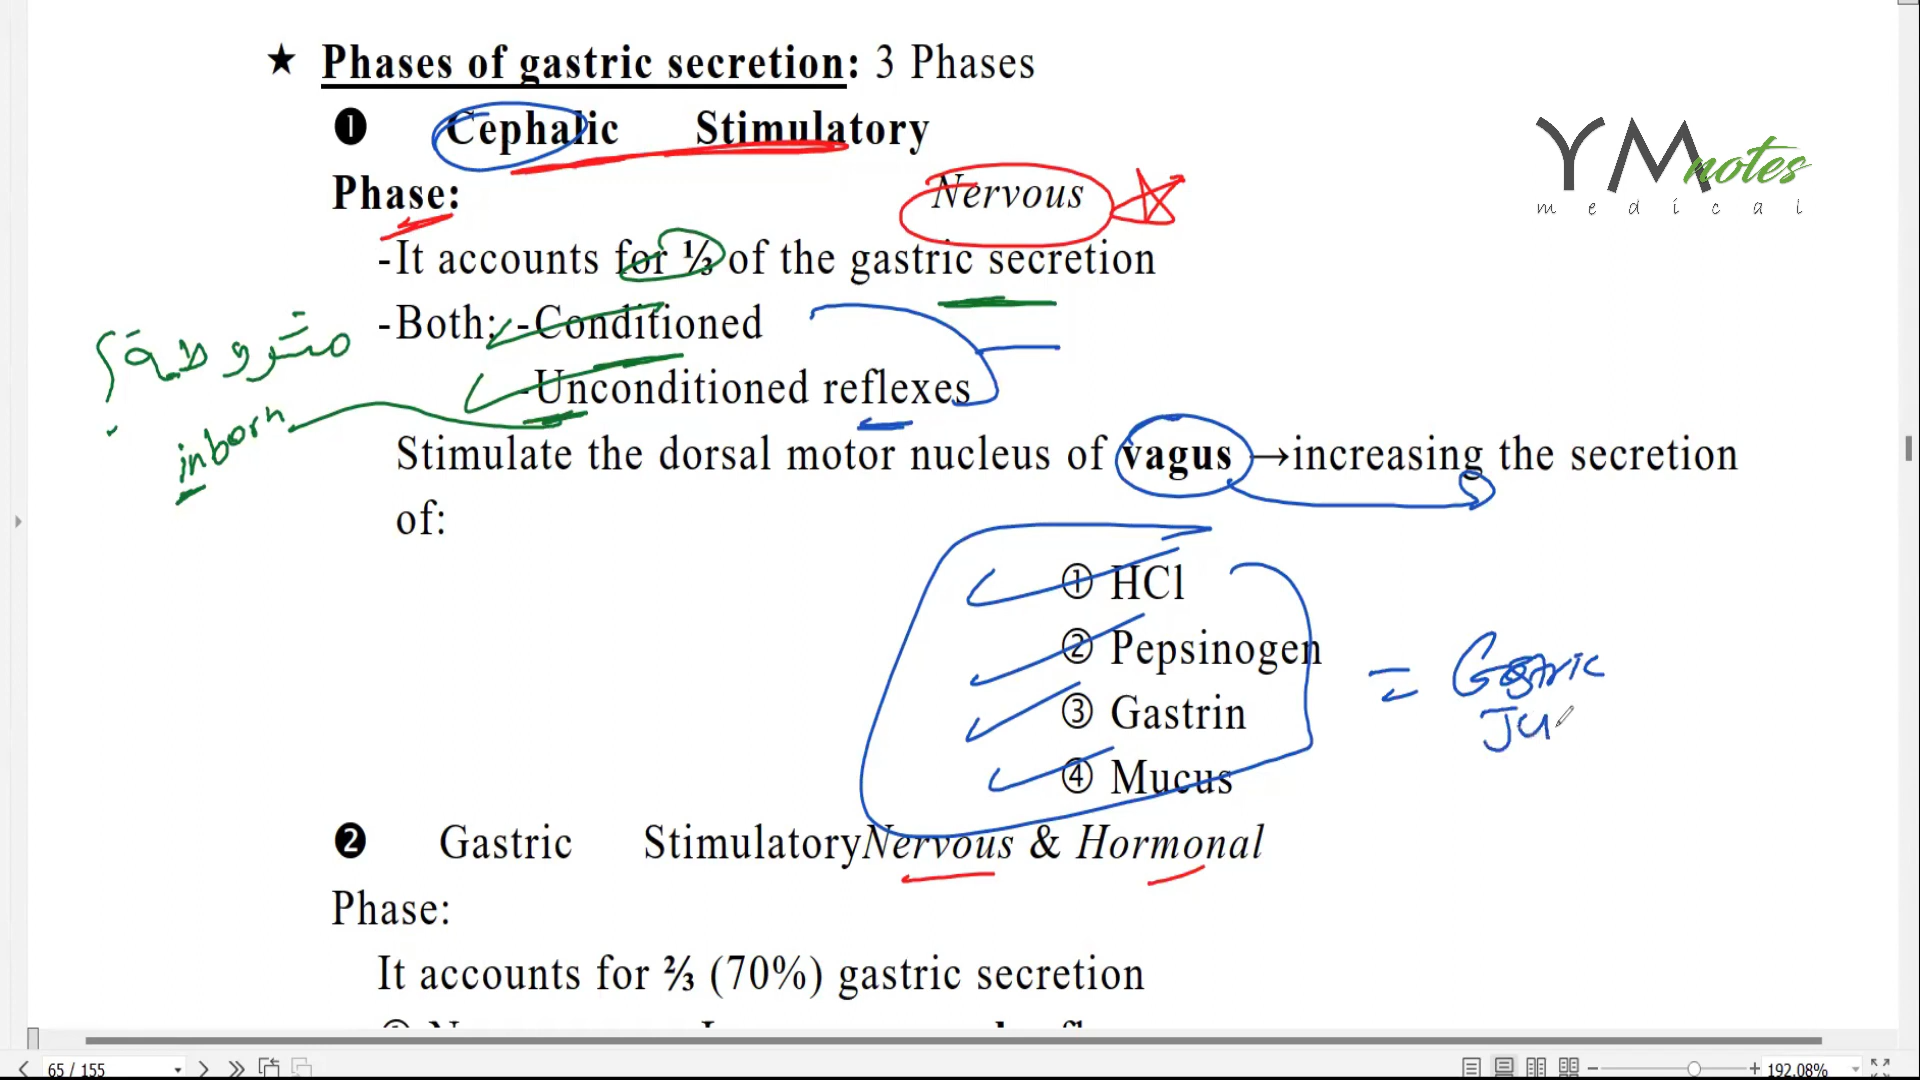 ★ Phases of gastric secretion: 3 Phases
❶ Cephalic Stimulatory
Phase: Nervous
-It accounts for ⅓ of the gastric secretion
-Both: -Conditioned
-Unconditioned reflexes
Stimulate the dorsal motor nucleus of vagus →increasing the secretion
of:
① HCl
② Pepsinogen
③ Gastrin
④ Mucus
❷ Gastric StimulatoryNervous & Hormonal
Phase:
It accounts for ⅔ (70%) gastric secretion
YM notes
medical
مشروطة؟
inborn
= Gastric
Ju
65 / 155
192.08%